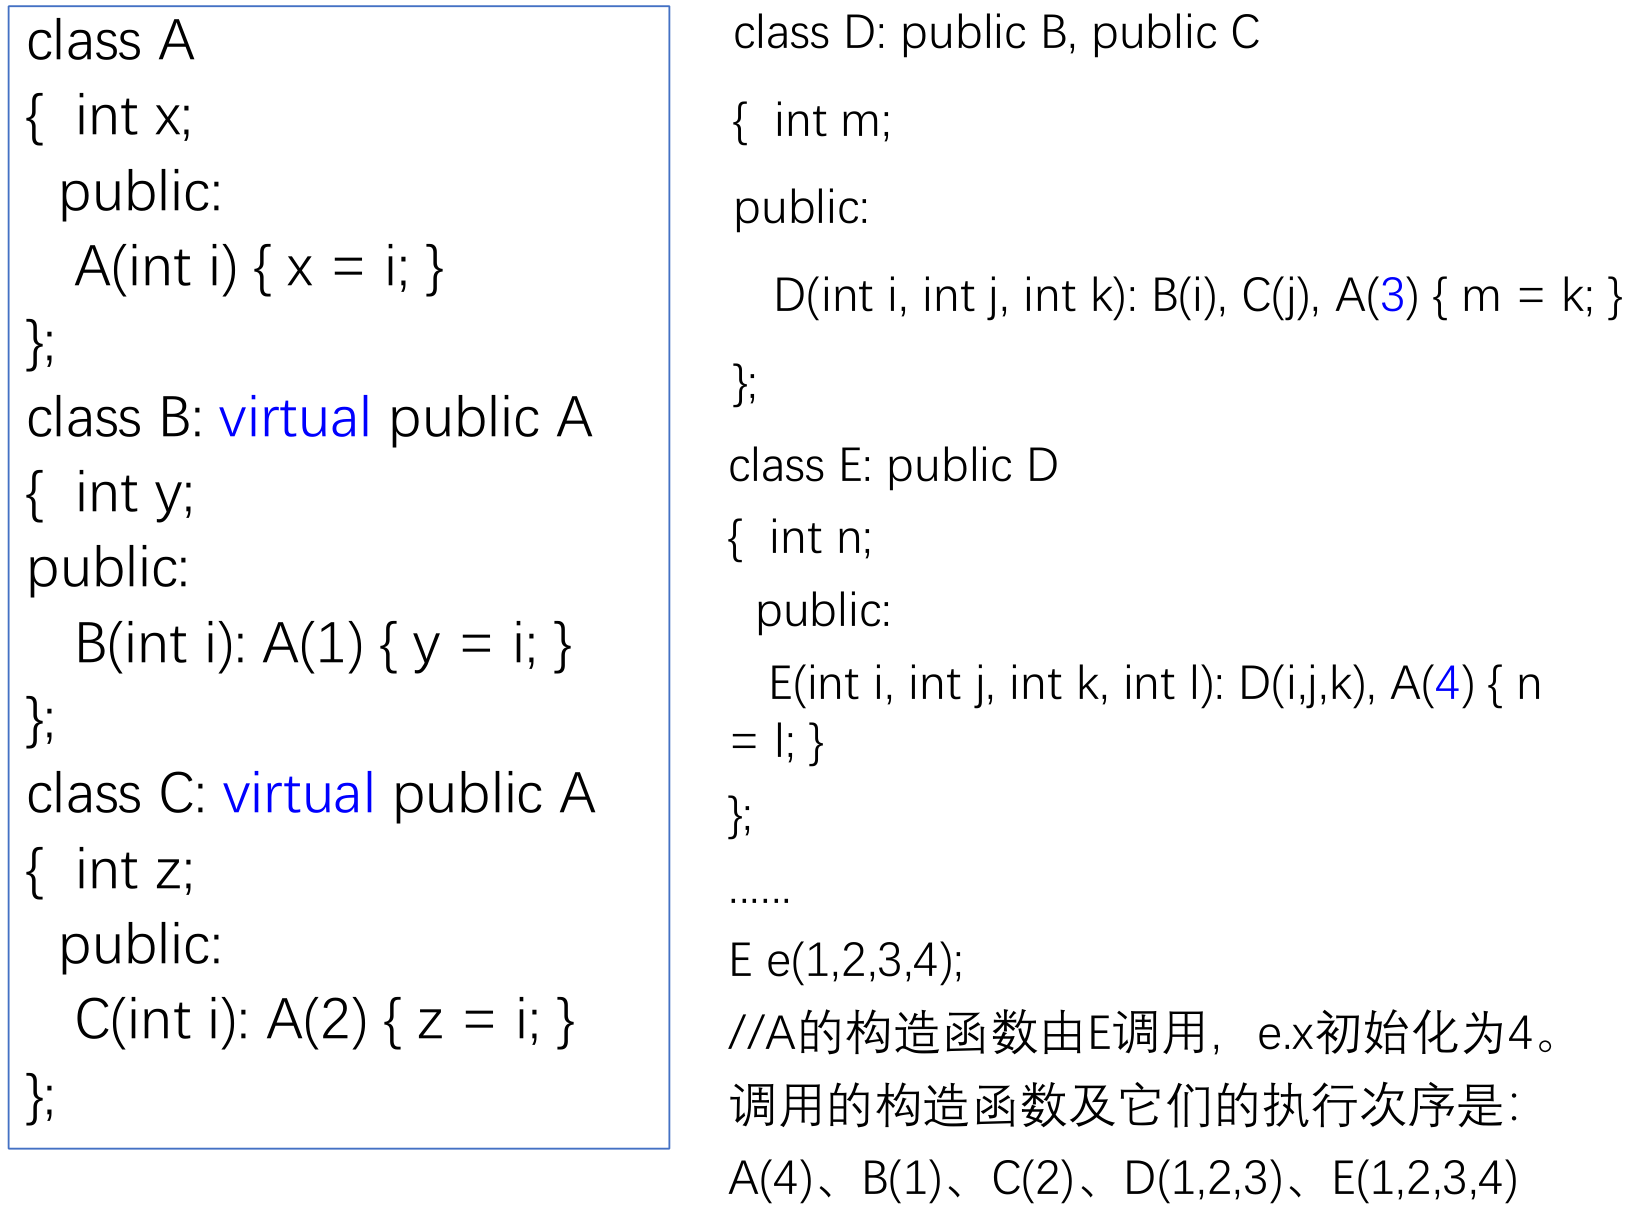 class A
{  int x;
public:
A(int i) { x = i; }
};
class B: virtual public A
{  int y;
public:
B(int i): A(1) { y = i; }
};
class C: virtual public A
{  int z;
public:
C(int i): A(2) { z = i; }
};
class D: public B, public C
{  int m;
public:
D(int i, int j, int k): B(i), C(j), A(3) { m = k; }
};
class E: public D
{  int n;
public:
E(int i, int j, int k, int l): D(i,j,k), A(4) { n
= l; }
};
......
E e(1,2,3,4);
//A的构造函数由E调用，e.x初始化为4。
调用的构造函数及它们的执行次序是：
A(4)、B(1)、C(2)、D(1,2,3)、E(1,2,3,4)